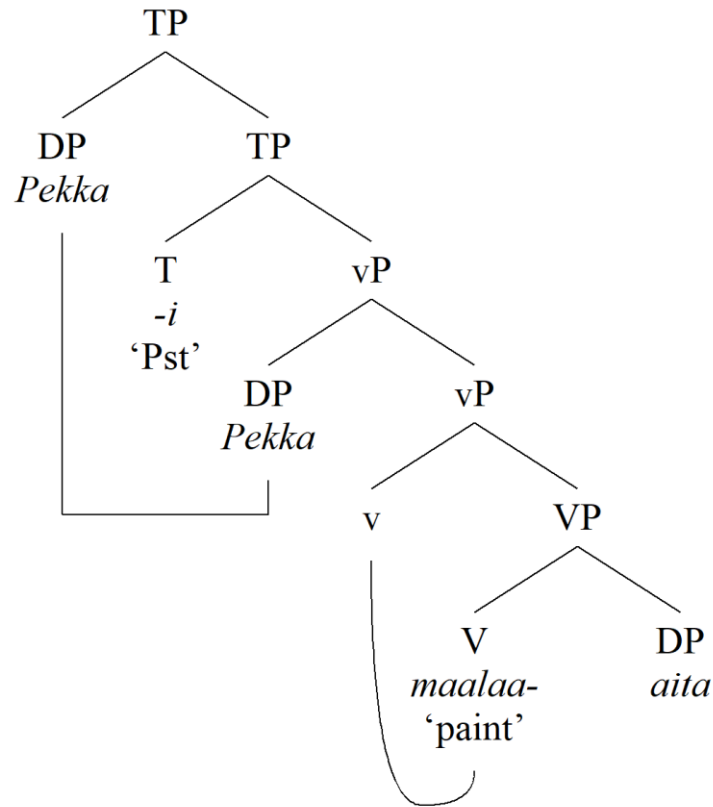 TP
DP TP
Pekka
T vP
-i
‘Pst’
DP vP
Pekka
v VP
V DP
maalaa- aita
‘paint’